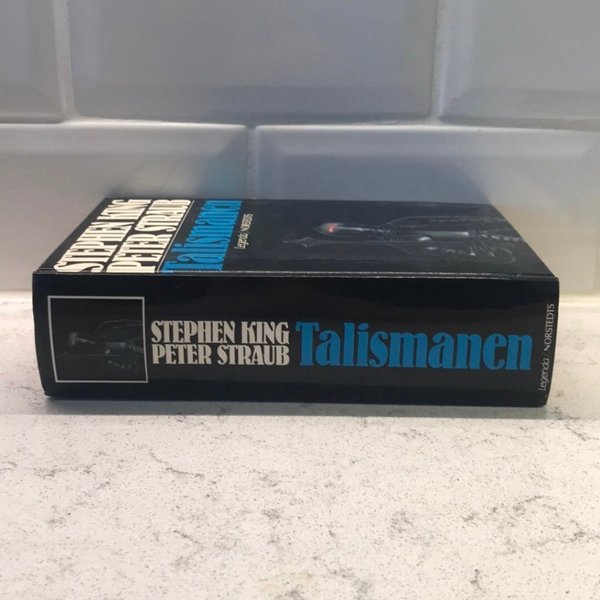 STEPHEN KING
PETER STRAUB
Talismanen
Legenda NORSTEDTS
STEPHEN KING
PETER STRAUB
Talismanen
Legenda / NORSTEDTS